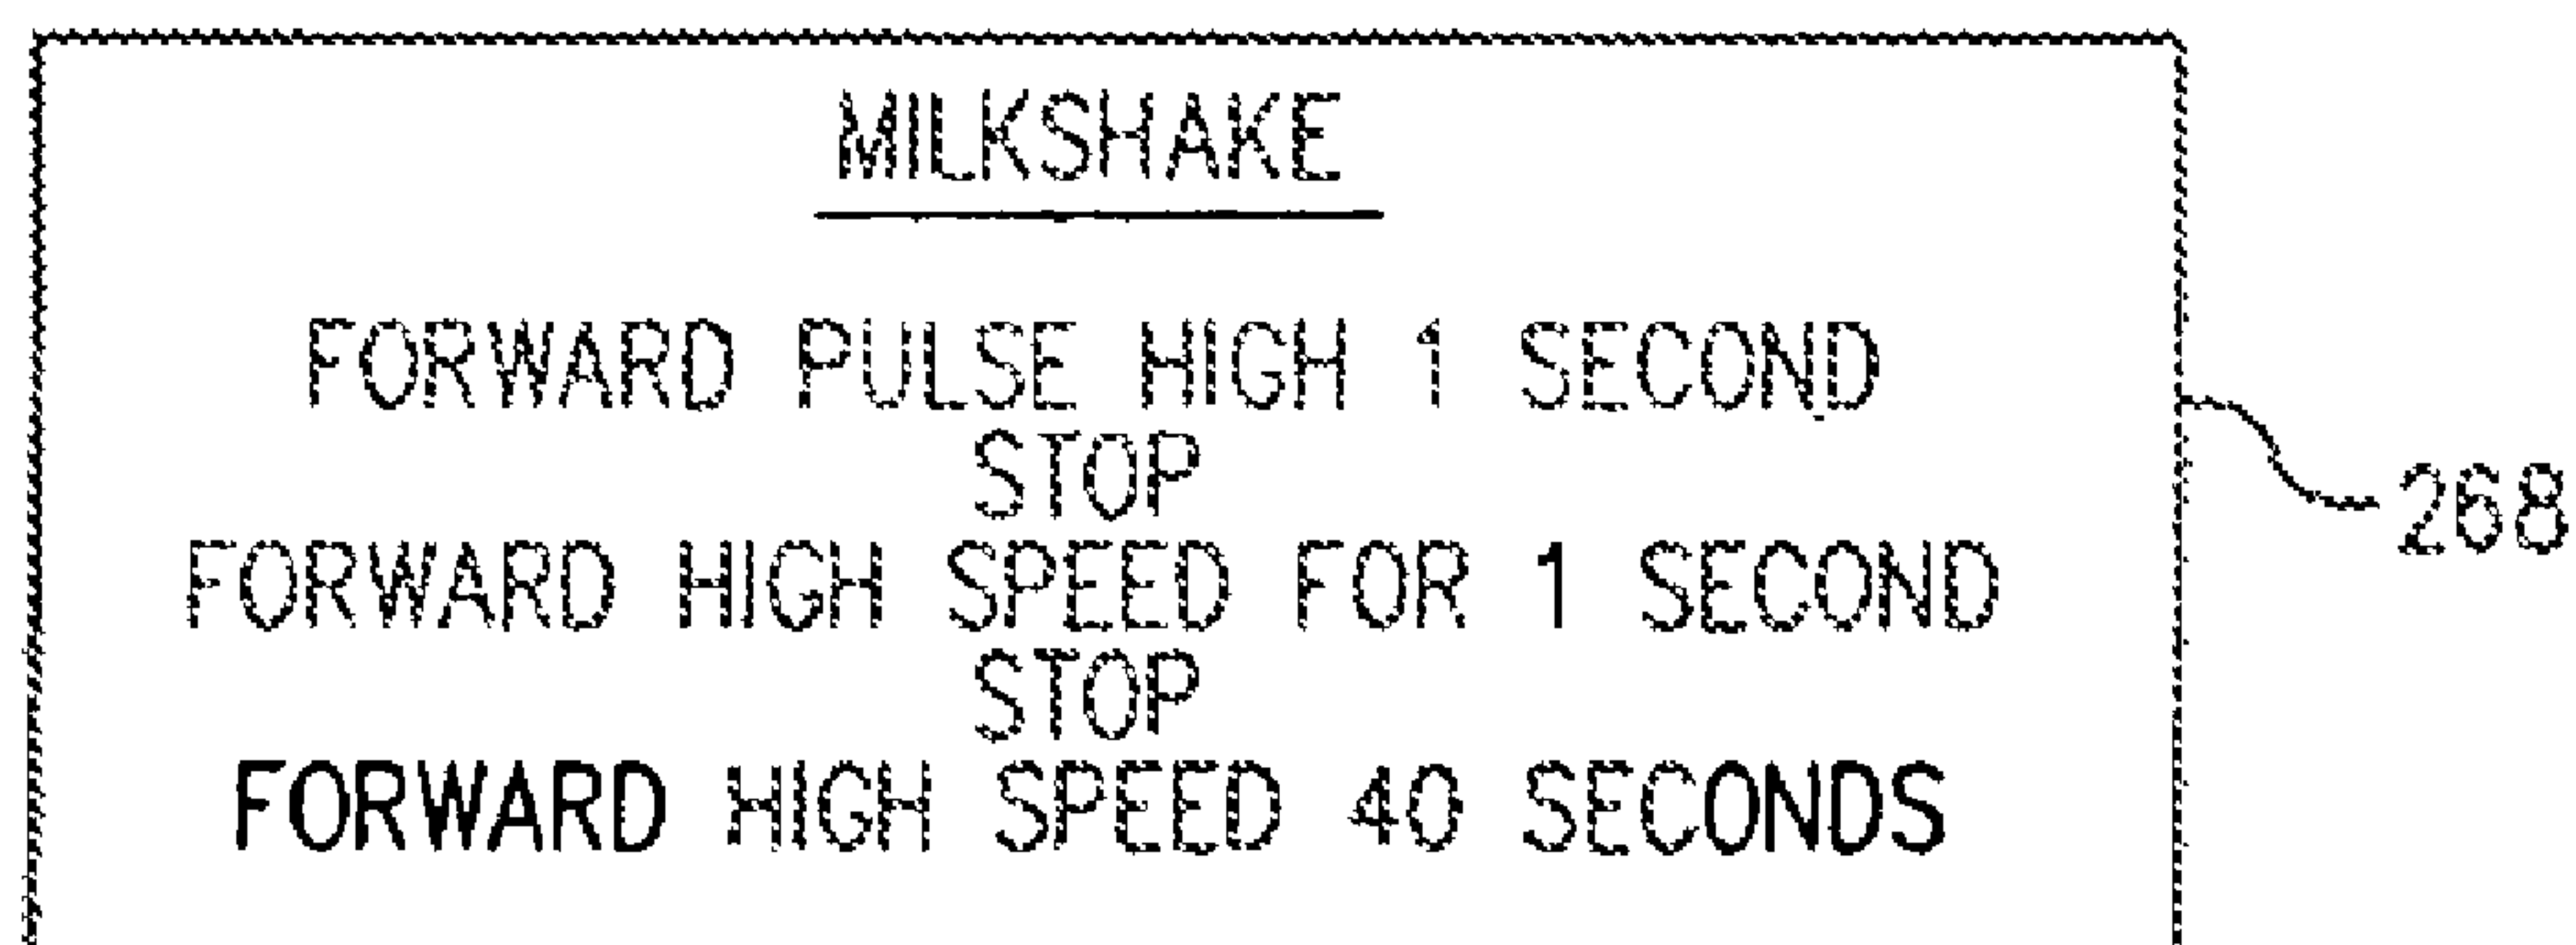 MILKSHAKE
FORWARD PULSE HIGH 1 SECOND
STOP
FORWARD HIGH SPEED FOR 1 SECOND
268
STOP
FORWARD HIGH SPEED 40 SECONDS